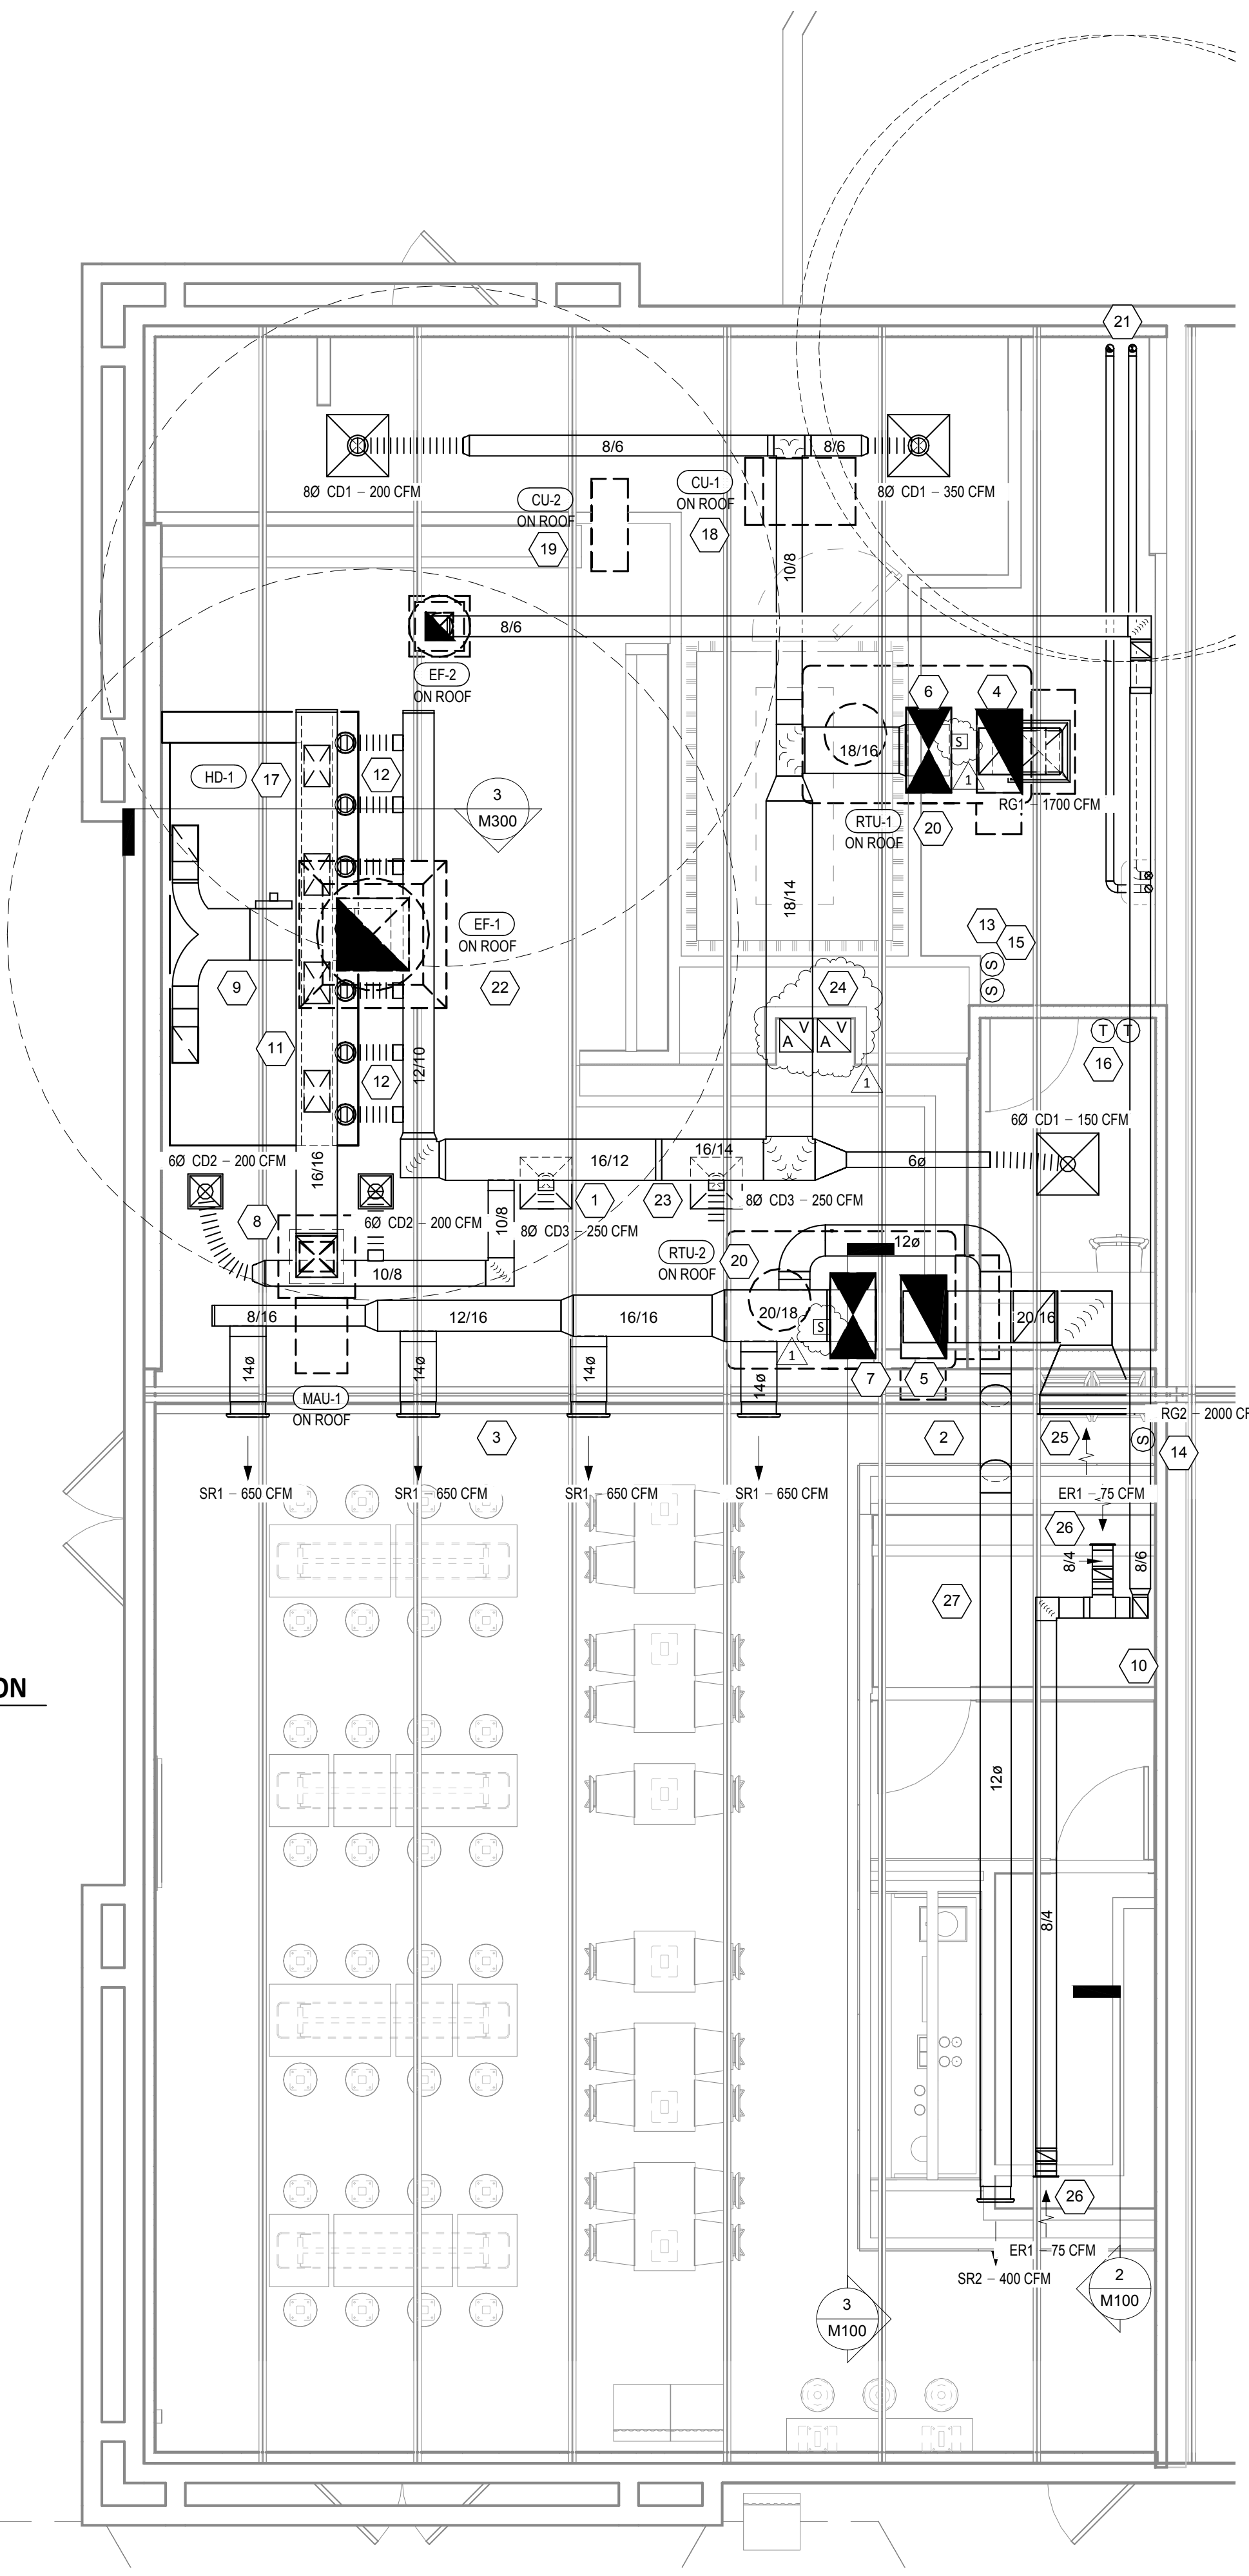 21
8/6
8/6
8Ø CD1 – 200 CFM
CU-2
ON ROOF
19
CU-1
ON ROOF
18
8Ø CD1 – 350 CFM
10/8
8/6
EF-2
ON ROOF
6
4
18/16
S
1
RG1 – 1700 CFM
RTU-1
ON ROOF
20
HD-1
17
12
3
M300
18/14
EF-1
ON ROOF
13
15
S
S
9
22
24
V
A
V
A
1
T
T
16
11
12
12/10
6Ø CD1 – 150 CFM
6Ø CD2 – 200 CFM
16/16
16/12
16/14
6ø
1
23
8Ø CD3 – 250 CFM
8
6Ø CD2 – 200 CFM
10/8
8Ø CD3 – 250 CFM
RTU-2
ON ROOF
20
12ø
10/8
8/16
12/16
16/16
20/18
S
1
20/16
14ø
14ø
14ø
14ø
7
5
MAU-1
ON ROOF
RG2 – 2000 CF
3
2
25
S
14
SR1 – 650 CFM
SR1 – 650 CFM
SR1 – 650 CFM
SR1 – 650 CFM
ER1 – 75 CFM
26
8/4
8/6
27
10
ON
12ø
8/4
26
ER1 – 75 CFM
SR2 – 400 CFM
2
M100
3
M100